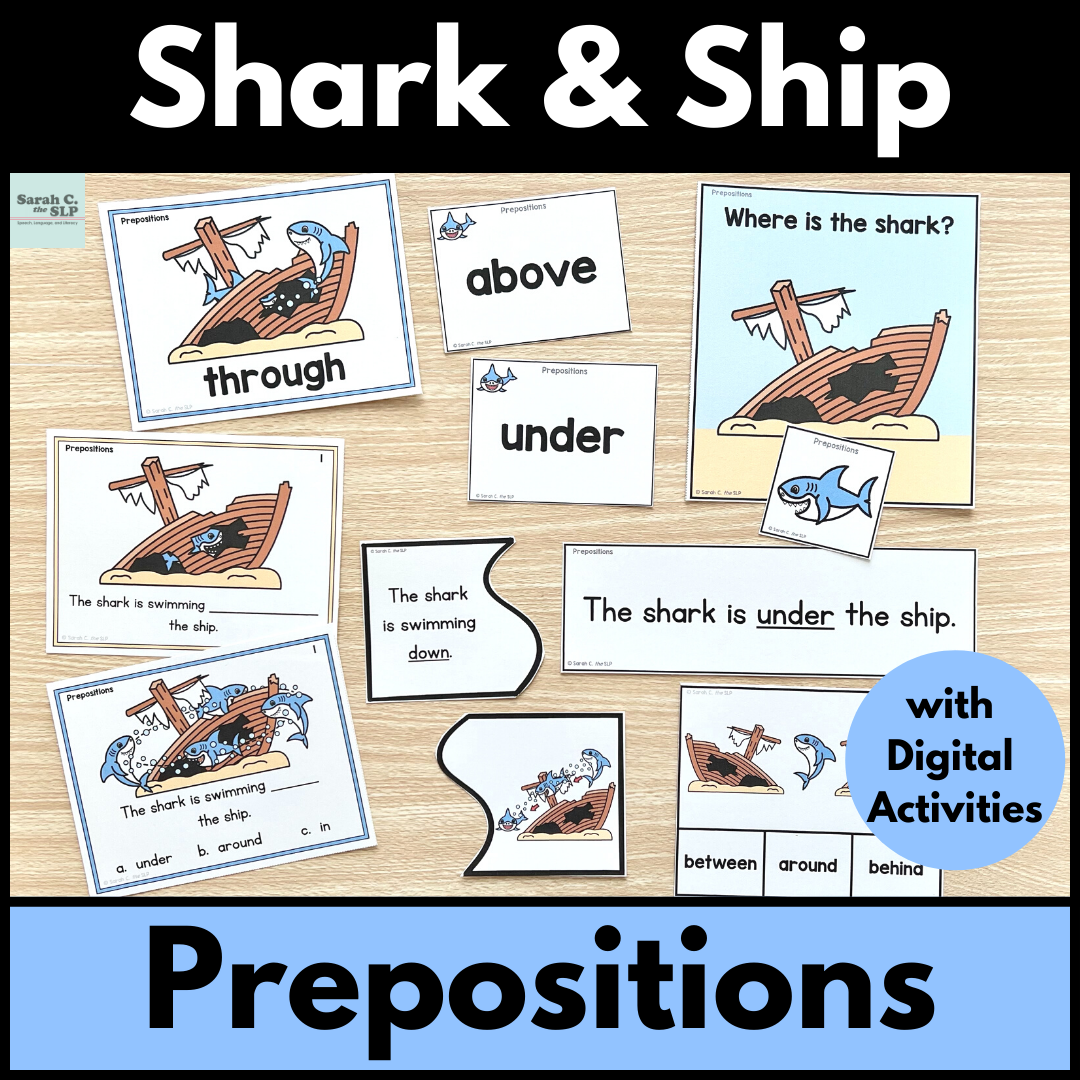 Shark & Ship
Sarah C.
the SLP
Speech, Language, and Literacy
Prepositions
through
© Sarah C. the SLP
Prepositions
above
© Sarah C. the SLP
Prepositions
Where is the shark?
© Sarah C. the SLP
Prepositions
under
© Sarah C. the SLP
Prepositions
© Sarah C. the SLP
Prepositions
1
The shark is swimming
the ship.
© Sarah C. the SLP
© Sarah C. the SLP
The shark
is swimming
down.
Prepositions
The shark is under the ship.
© Sarah C. the SLP
Prepositions
1
The shark is swimming
the ship.
a. under b. around c. in
© Sarah C. the SLP
© Sarah C. the SLP
Prepositions
between around behind
with
Digital
Activities
Prepositions